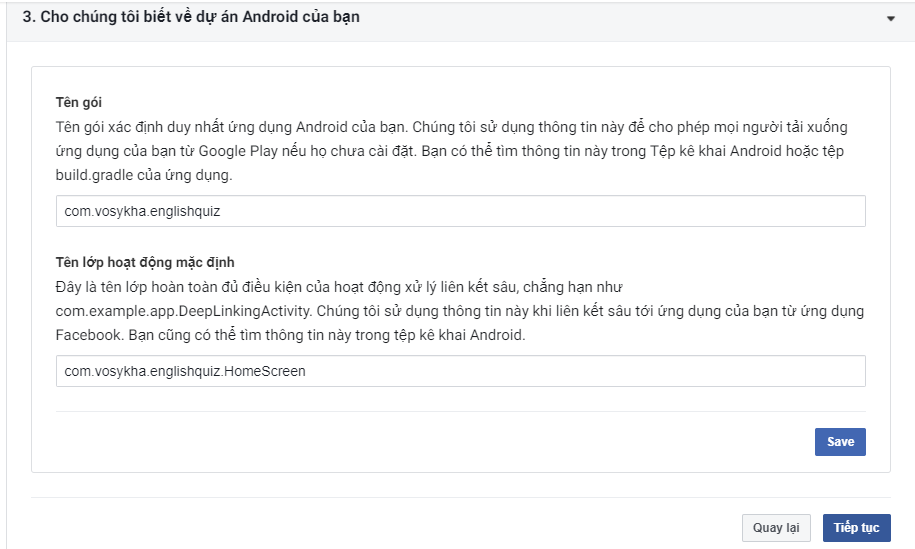 3. Cho chúng tôi biết về dự án Android của bạn
Tên gói
Tên gói xác định duy nhất ứng dụng Android của bạn. Chúng tôi sử dụng thông tin này để cho phép mọi người tải xuống
ứng dụng của bạn từ Google Play nếu họ chưa cài đặt. Bạn có thể tìm thông tin này trong Tệp kê khai Android hoặc tệp
build.gradle của ứng dụng.
com.vosykha.englishquiz
Tên lớp hoạt động mặc định
Đây là tên lớp hoàn toàn đủ điều kiện của hoạt động xử lý liên kết sâu, chẳng hạn như
com.example.app.DeepLinkingActivity. Chúng tôi sử dụng thông tin này khi liên kết sâu tới ứng dụng của bạn từ ứng dụng
Facebook. Bạn cũng có thể tìm thông tin này trong tệp kê khai Android.
com.vosykha.englishquiz.HomeScreen
Save
Quay lại
Tiếp tục